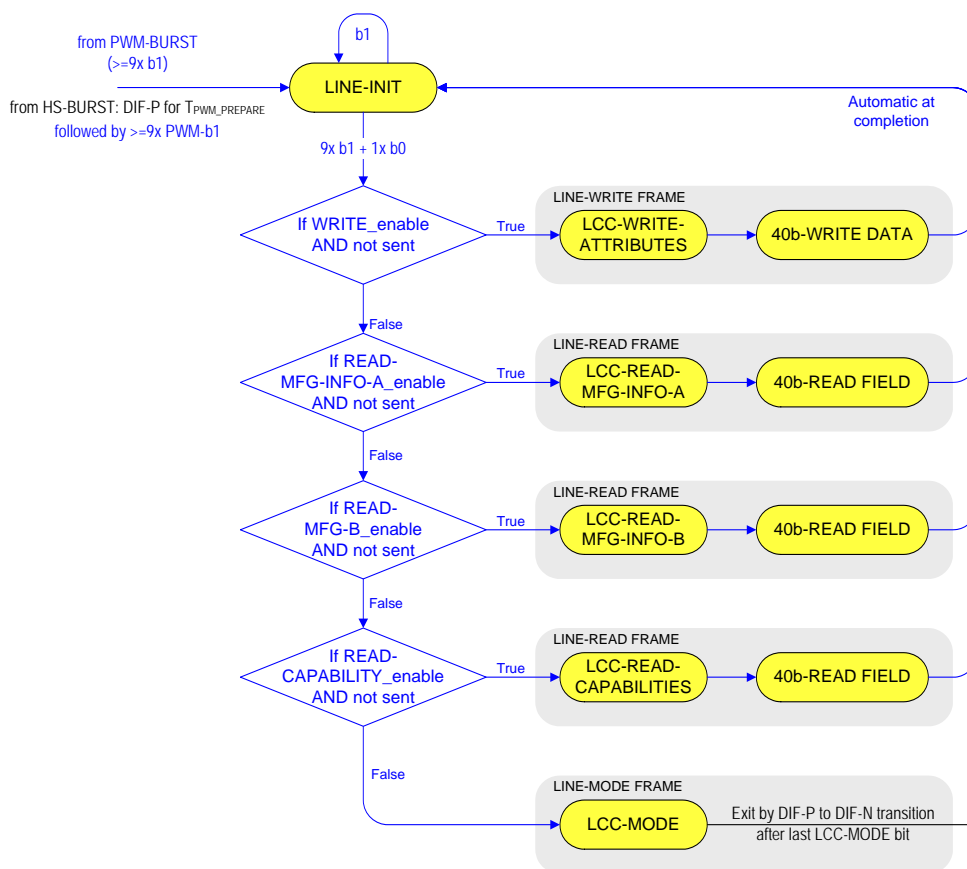 b1
from PWM-BURST
(>=9x b1)
LINE-INIT
from HS-BURST: DIF-P for TPWM_PREPARE
followed by >=9x PWM-b1
Automatic at
completion
9x b1 + 1x b0
If WRITE_enable
AND not sent
True
LINE-WRITE FRAME
LCC-WRITE-
ATTRIBUTES
40b-WRITE DATA
False
If READ-
MFG-INFO-A_enable
AND not sent
True
LINE-READ FRAME
LCC-READ-
MFG-INFO-A
40b-READ FIELD
False
If READ-
MFG-B_enable
AND not sent
True
LINE-READ FRAME
LCC-READ-
MFG-INFO-B
40b-READ FIELD
False
If READ-
CAPABILITY_enable
AND not sent
True
LINE-READ FRAME
LCC-READ-
CAPABILITIES
40b-READ FIELD
False
LINE-MODE FRAME
LCC-MODE
Exit by DIF-P to DIF-N transition
after last LCC-MODE bit